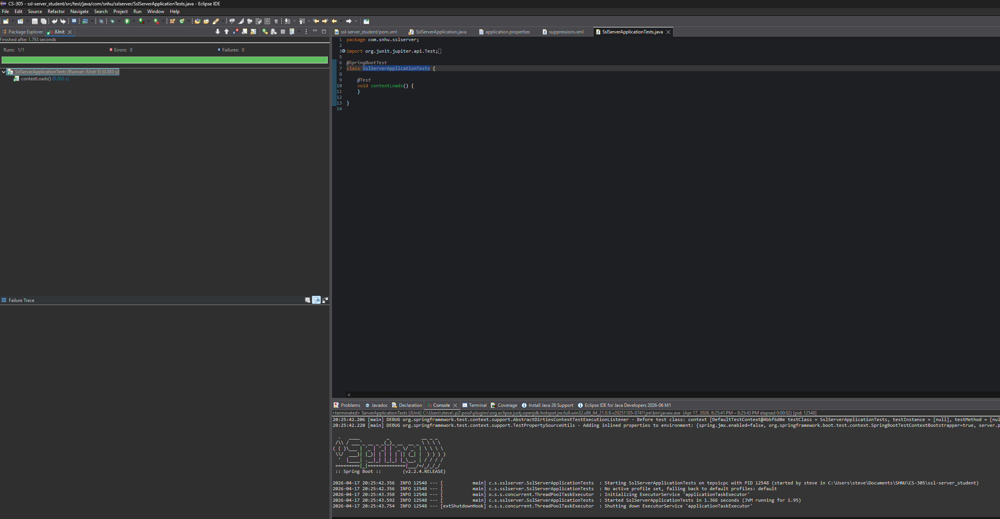 CS-305 - ssl-server_student/src/test/java/com/snhu/sslserver/SslServerApplicationTests.java - Eclipse IDE
File Edit Source Refactor Navigate Search Project Run Window Help
Package Explorer JUnit
Finished after 1.793 seconds
Runs: 1/1 Errors: 0 Failures: 0
SslServerApplicationTests [Runner: JUnit 5] (0.083 s)
contextLoads() (0.083 s)
Failure Trace
ssl-server_student/pom.xml SslServerApplication.java application.properties suppressions.xml SslServerApplicationTests.java
1 package com.snhu.sslserver;
2
3 import org.junit.jupiter.api.Test;
5
6 @SpringBootTest
7 class SslServerApplicationTests {
8
9 @Test
10 void contextLoads() {
11 }
12
13 }
14
Problems Javadoc Declaration Console Terminal Coverage Install Java 26 Support Eclipse IDE for Java Developers 2026-06 M1
<terminated> ServerApplicationTests [JUnit] C:\Users\steve\.p2\pool\plugins\org.eclipse.justj.openjdk.hotspot.jre.full.win32.x86_64_21.0.9.v20251105-0741\jre\bin\javaw.exe (Apr 17, 2026, 8:25:41 PM – 8:25:43 PM elapsed 0:00:02) [pid: 12548]
20:25:42.206 [main] DEBUG org.springframework.test.context.support.AbstractDirtiesContextTestExecutionListener - Before test class: context [DefaultTestContext@4bbf6d0e testClass = SslServerApplicationTests, testInstance = [null], testMethod = [nul
20:25:42.220 [main] DEBUG org.springframework.test.context.support.TestPropertySourceUtils - Adding inlined properties to environment: {spring.jmx.enabled=false, org.springframework.boot.test.context.SpringBootTestContextBootstrapper=true, server.p
  .   ____          _            __ _ _
 /\\ / ___'_ __ _ _(_)_ __  __ _ \ \ \ \
( ( )\___ | '_ | '_| | '_ \/ _` | \ \ \ \
 \\/  ___)| |_)| | | | | || (_| |  ) ) ) )
  '  |____| .__|_| |_|_| |_\__, | / / / /
 =========|_|==============|___/=/_/_/_/
 :: Spring Boot ::        (v2.2.4.RELEASE)
2026-04-17 20:25:42.356  INFO 12548 --- [           main] c.s.sslserver.SslServerApplicationTests  : Starting SslServerApplicationTests on tepsicpc with PID 12548 (started by steve in C:\Users\steve\Documents\SHNU\CS-305\ssl-server_student)
2026-04-17 20:25:42.356  INFO 12548 --- [           main] c.s.sslserver.SslServerApplicationTests  : No active profile set, falling back to default profiles: default
2026-04-17 20:25:43.358  INFO 12548 --- [           main] o.s.s.concurrent.ThreadPoolTaskExecutor  : Initializing ExecutorService 'applicationTaskExecutor'
2026-04-17 20:25:43.592  INFO 12548 --- [           main] c.s.sslserver.SslServerApplicationTests  : Started SslServerApplicationTests in 1.366 seconds (JVM running for 1.95)
2026-04-17 20:25:43.754  INFO 12548 --- [extShutdownHook] o.s.s.concurrent.ThreadPoolTaskExecutor  : Shutting down ExecutorService 'applicationTaskExecutor'